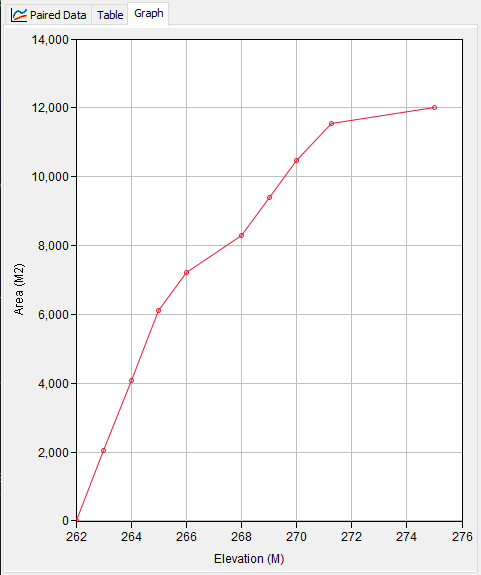 Paired Data Table Graph
14,000
12,000
10,000
8,000
6,000
4,000
2,000
0
Area (M2)
262 264 266 268 270 272 274 276
Elevation (M)